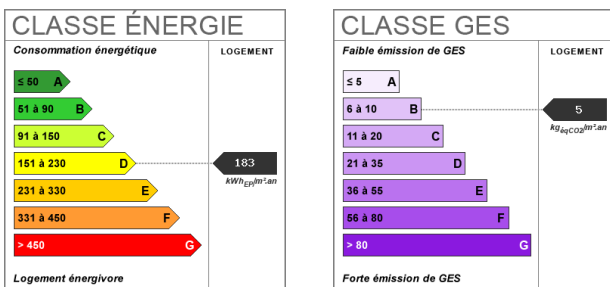 CLASSE ÉNERGIE
Consommation énergétique
LOGEMENT
≤ 50 A
51 à 90 B
91 à 150 C
151 à 230 D
183
kWhEP/m².an
231 à 330 E
331 à 450 F
> 450 G
Logement énergivore
CLASSE GES
Faible émission de GES
LOGEMENT
≤ 5 A
6 à 10 B
5
kgéqCO2/m².an
11 à 20 C
21 à 35 D
36 à 55 E
56 à 80 F
> 80 G
Forte émission de GES